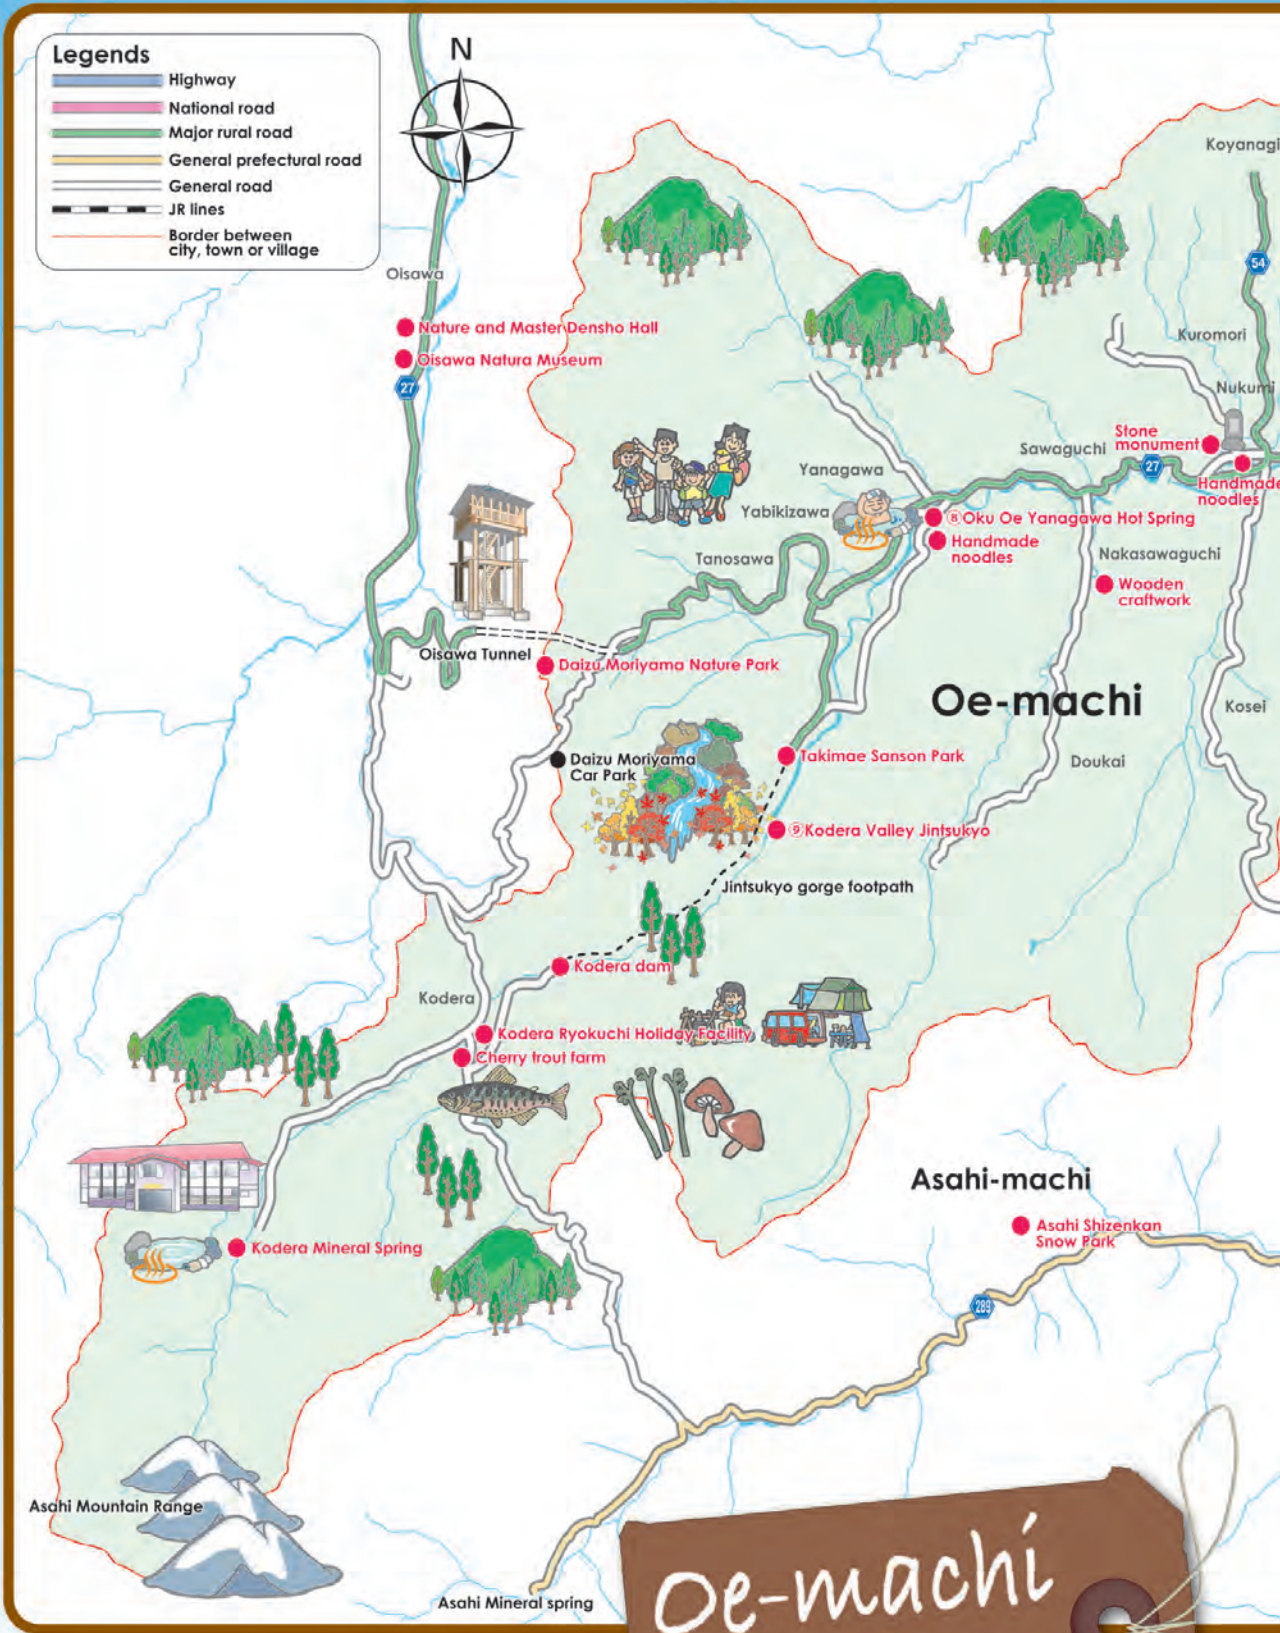 Legends
Highway
National road
Major rural road
General prefectural road
General road
JR lines
Border between
city, town or village
N
Koyanagi
Oisawa
54
Nature and Master Densho Hall
Oisawa Natura Museum
27
Kuromori
Nukumi
Stone
monument
Sawaguchi
27
Handmade
noodles
Yanagawa
Yabikizawa
⑧Oku Oe Yanagawa Hot Spring
Handmade
noodles
Tanosawa
Nakasawaguchi
Wooden
craftwork
Oisawa Tunnel
Daizu Moriyama Nature Park
Oe-machi
Kosei
Daizu Moriyama
Car Park
Takimae Sanson Park
Doukai
⑨Kodera Valley Jintsukyo
Jintsukyo gorge footpath
Kodera dam
Kodera
Kodera Ryokuchi Holiday Facility
Cherry trout farm
Asahi-machi
Asahi Shizenkan
Snow Park
Kodera Mineral Spring
289
Asahi Mountain Range
Asahi Mineral spring
Oe-machi